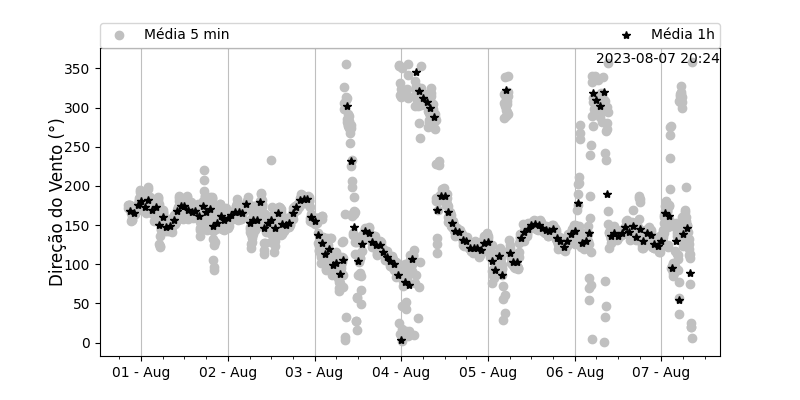 Média 5 min
Média 1h
2023-08-07 20:24
Direção do Vento (°)
350
300
250
200
150
100
50
0
01 - Aug
02 - Aug
03 - Aug
04 - Aug
05 - Aug
06 - Aug
07 - Aug